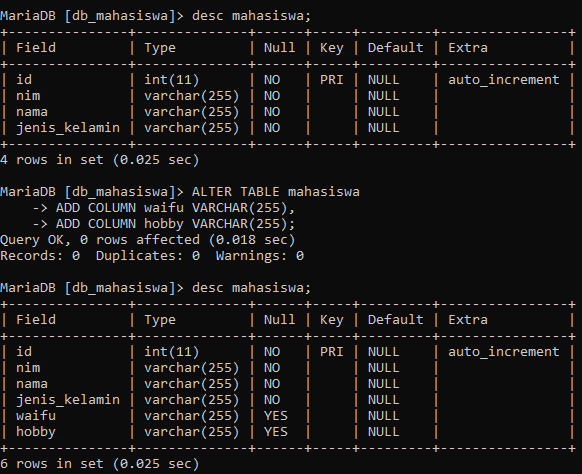 MariaDB [db_mahasiswa]> desc mahasiswa;
+---------------+--------------+------+-----+---------+----------------+
| Field         | Type         | Null | Key | Default | Extra          |
+---------------+--------------+------+-----+---------+----------------+
| id            | int(11)      | NO   | PRI | NULL    | auto_increment |
| nim           | varchar(255) | NO   |     | NULL    |                |
| nama          | varchar(255) | NO   |     | NULL    |                |
| jenis_kelamin | varchar(255) | NO   |     | NULL    |                |
+---------------+--------------+------+-----+---------+----------------+
4 rows in set (0.025 sec)

MariaDB [db_mahasiswa]> ALTER TABLE mahasiswa
    -> ADD COLUMN waifu VARCHAR(255),
    -> ADD COLUMN hobby VARCHAR(255);
Query OK, 0 rows affected (0.018 sec)
Records: 0  Duplicates: 0  Warnings: 0

MariaDB [db_mahasiswa]> desc mahasiswa;
+---------------+--------------+------+-----+---------+----------------+
| Field         | Type         | Null | Key | Default | Extra          |
+---------------+--------------+------+-----+---------+----------------+
| id            | int(11)      | NO   | PRI | NULL    | auto_increment |
| nim           | varchar(255) | NO   |     | NULL    |                |
| nama          | varchar(255) | NO   |     | NULL    |                |
| jenis_kelamin | varchar(255) | NO   |     | NULL    |                |
| waifu         | varchar(255) | YES  |     | NULL    |                |
| hobby         | varchar(255) | YES  |     | NULL    |                |
+---------------+--------------+------+-----+---------+----------------+
6 rows in set (0.025 sec)